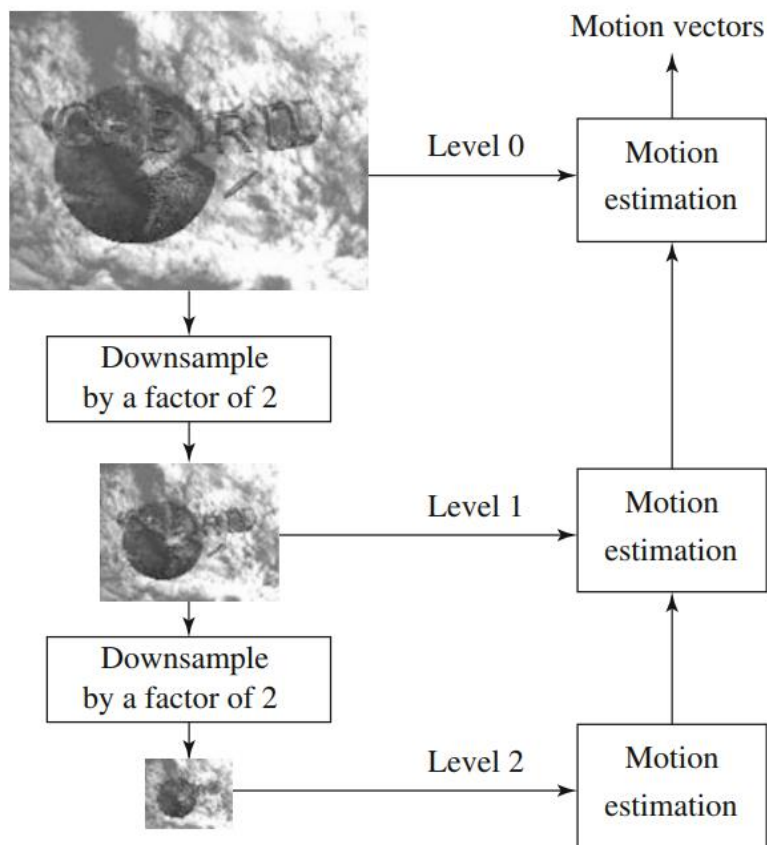 Motion vectors
C-BIRD
Level 0
Motion
estimation
Downsample
by a factor of 2
Level 1
Motion
estimation
Downsample
by a factor of 2
Level 2
Motion
estimation